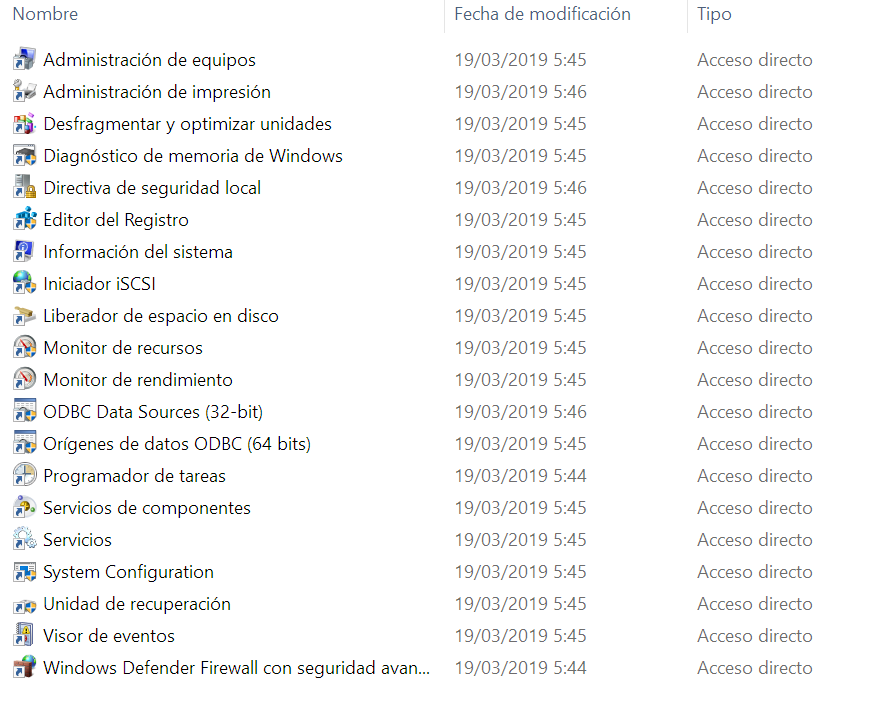 Nombre Fecha de modificación Tipo
Administración de equipos 19/03/2019 5:45 Acceso directo
Administración de impresión 19/03/2019 5:46 Acceso directo
Desfragmentar y optimizar unidades 19/03/2019 5:45 Acceso directo
Diagnóstico de memoria de Windows 19/03/2019 5:45 Acceso directo
Directiva de seguridad local 19/03/2019 5:46 Acceso directo
Editor del Registro 19/03/2019 5:45 Acceso directo
Información del sistema 19/03/2019 5:45 Acceso directo
Iniciador iSCSI 19/03/2019 5:45 Acceso directo
Liberador de espacio en disco 19/03/2019 5:45 Acceso directo
Monitor de recursos 19/03/2019 5:45 Acceso directo
Monitor de rendimiento 19/03/2019 5:45 Acceso directo
ODBC Data Sources (32-bit) 19/03/2019 5:46 Acceso directo
Orígenes de datos ODBC (64 bits) 19/03/2019 5:45 Acceso directo
Programador de tareas 19/03/2019 5:44 Acceso directo
Servicios de componentes 19/03/2019 5:45 Acceso directo
Servicios 19/03/2019 5:45 Acceso directo
System Configuration 19/03/2019 5:45 Acceso directo
Unidad de recuperación 19/03/2019 5:45 Acceso directo
Visor de eventos 19/03/2019 5:45 Acceso directo
Windows Defender Firewall con seguridad avan... 19/03/2019 5:44 Acceso directo